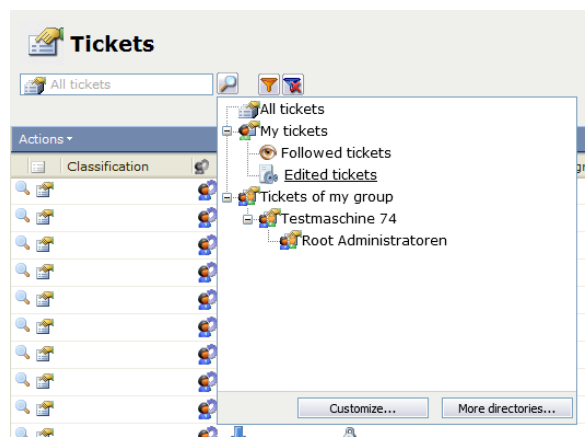 Tickets
All tickets
All tickets
My tickets
Followed tickets
Edited tickets
Tickets of my group
Testmaschine 74
Root Administratoren
Actions
Classification
Customize...
More directories...